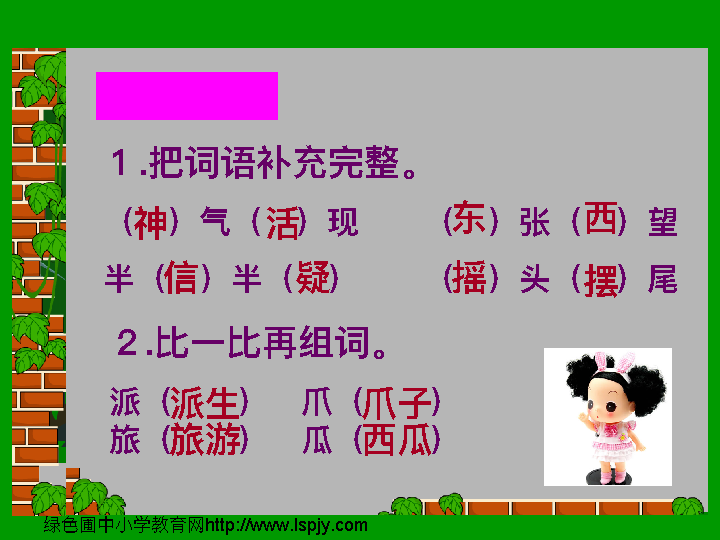 1.把词语补充完整。
（神）气（活）现 （东）张（西）望
半（信）半（疑） （摇）头（摆）尾
2.比一比再组词。
派（派生） 爪（爪子）
旅（旅游） 瓜（西瓜）
绿色圃中小学教育网http://www.lspjy.com